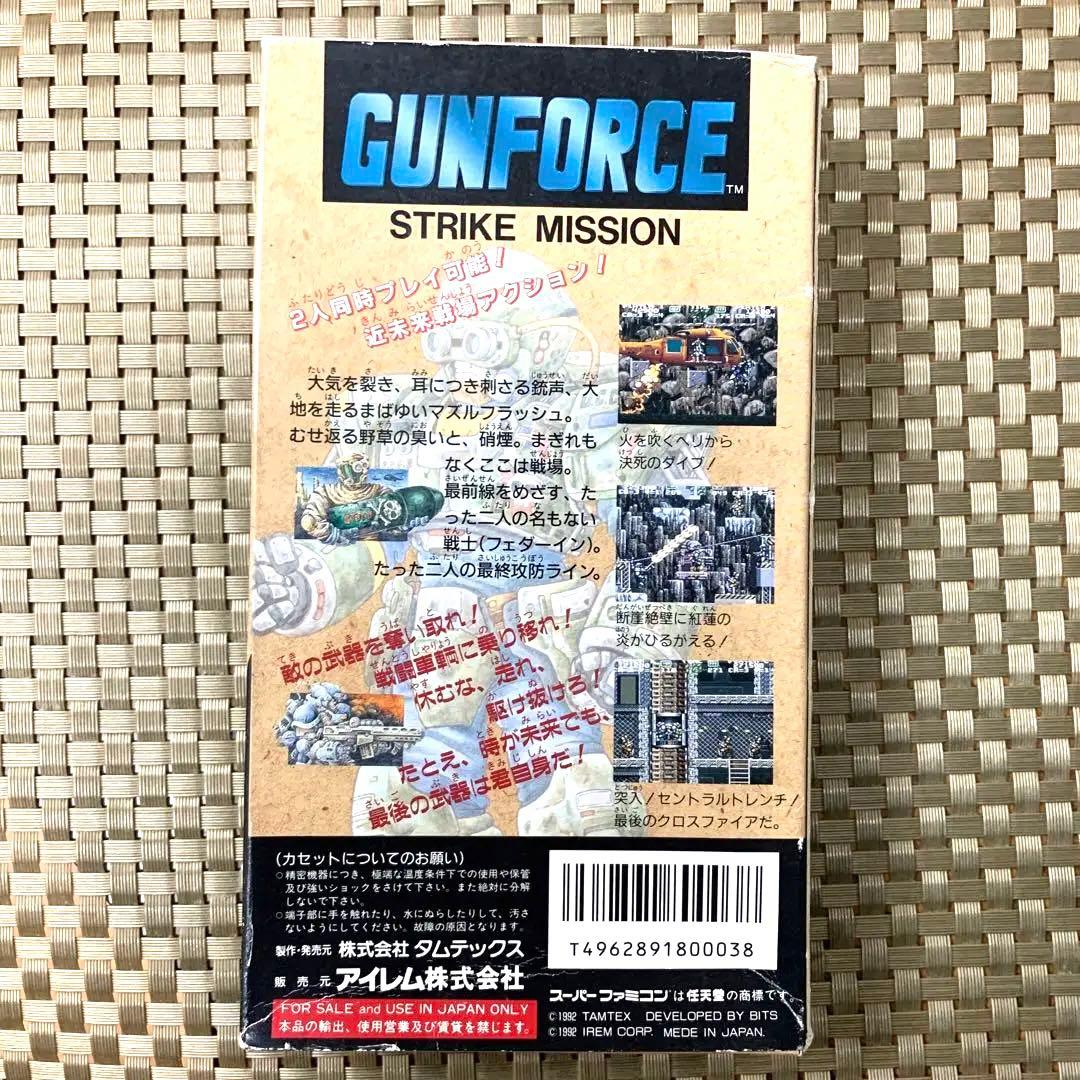 GUNFORCE TM
STRIKE MISSION
2人同時プレイ可能！
近未来戦場アクション！
大気を裂き、耳につき刺さる銃声、大
地を走るまばゆいマズルフラッシュ。
むせ返る野草の臭いと、硝煙。まぎれも
なくここは戦場。
最前線をめざす、た
った二人の名もない
戦士(フェダーイン)。
たった二人の最終攻防ライン。
敵の武器を奪い取れ！
戦闘車輌に乗り移れ！
休むな、走れ、
駆け抜けろ！
たとえ、時が未来でも、
最後の武器は君自身だ！
火を吹くヘリから
決死のダイブ！
断崖絶壁に紅蓮の
炎がひるがえる！
突入！セントラルトレンチ！
最後のクロスファイアだ。
(カセットについてのお願い)
○精密機器につき、極端な温度条件下での使用や保管
及び強いショックをさけて下さい。また絶対に分解
しないで下さい。
○端子部に手を触れたり、水にぬらしたりして、汚さ
ないようにしてください。故障の原因となります。
製作・発売元 株式会社 タムテックス
販売元 アイレム株式会社
FOR SALE and USE IN JAPAN ONLY
本品の輸出、使用営業及び賃貸を禁じます。
T4962891800038
スーパーファミコンは任天堂の商標です。
©1992 TAMTEX DEVELOPED BY BITS
©1992 IREM CORP. MEDE IN JAPAN.